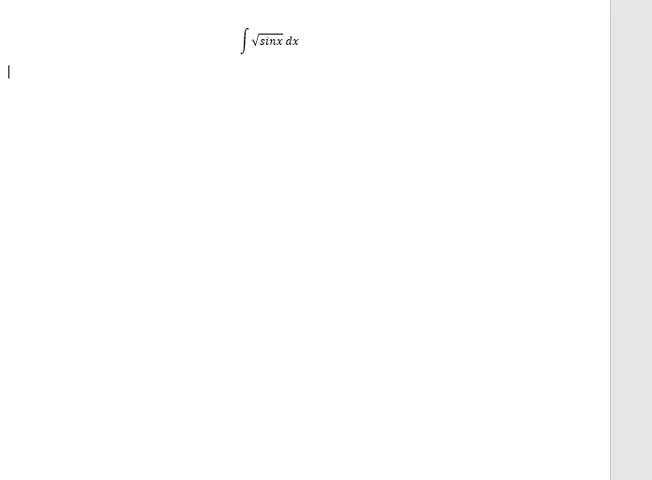 ∫ √sinx dx